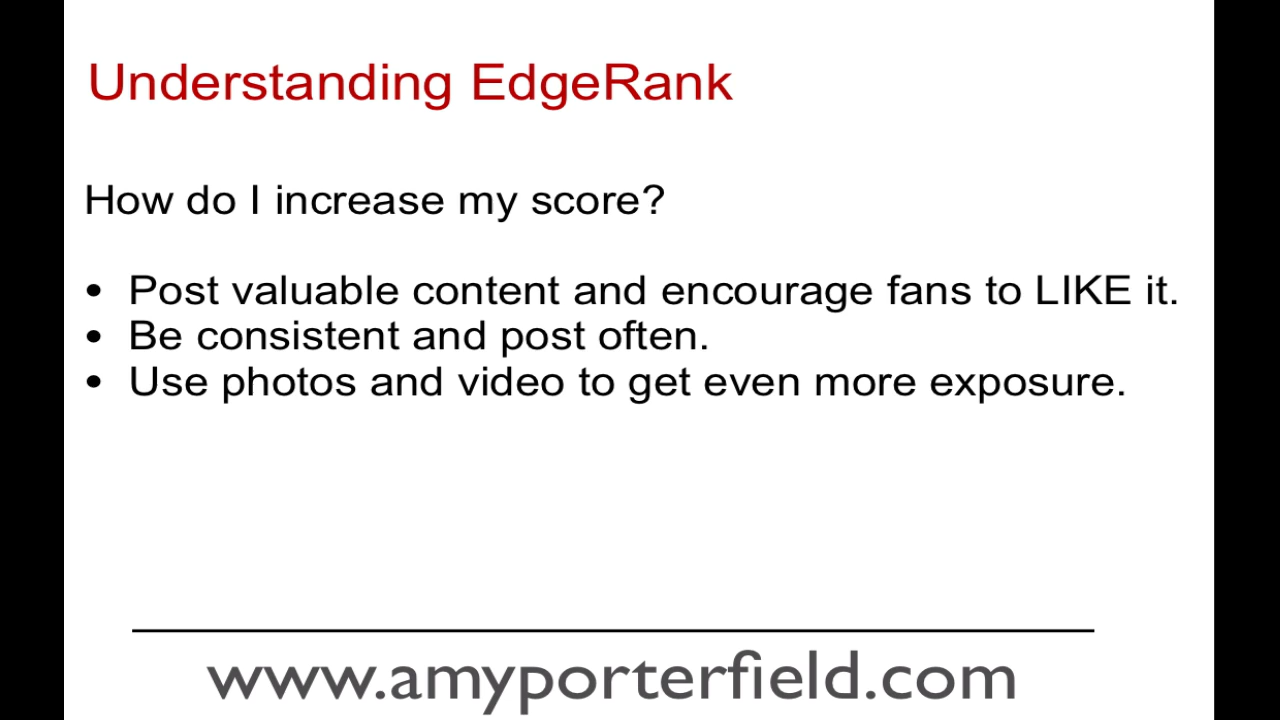 Understanding EdgeRank
How do I increase my score?
• Post valuable content and encourage fans to LIKE it.
• Be consistent and post often.
• Use photos and video to get even more exposure.
www.amyporterfield.com